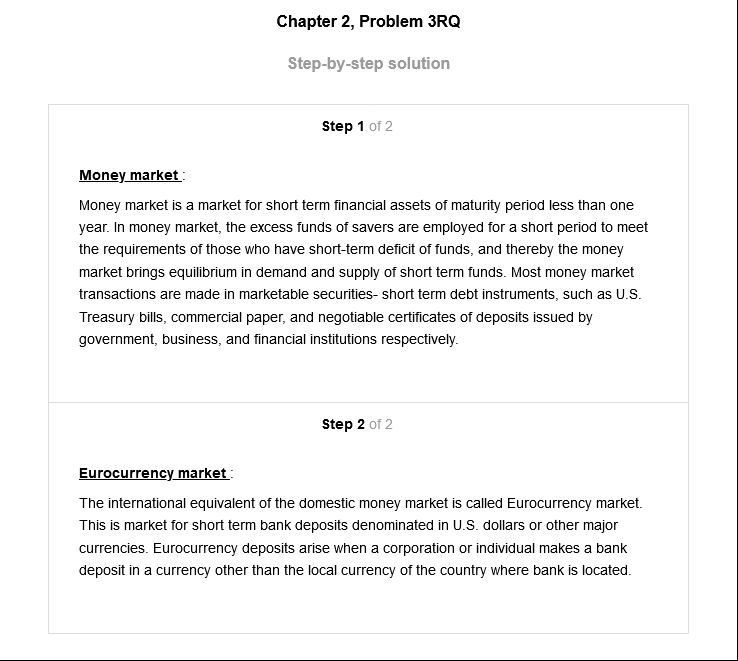 Chapter 2, Problem 3RQ
Step-by-step solution
Step 1 of 2
Money market :
Money market is a market for short term financial assets of maturity period less than one
year. In money market, the excess funds of savers are employed for a short period to meet
the requirements of those who have short-term deficit of funds, and thereby the money
market brings equilibrium in demand and supply of short term funds. Most money market
transactions are made in marketable securities- short term debt instruments, such as U.S.
Treasury bills, commercial paper, and negotiable certificates of deposits issued by
government, business, and financial institutions respectively.
Step 2 of 2
Eurocurrency market :
The international equivalent of the domestic money market is called Eurocurrency market.
This is market for short term bank deposits denominated in U.S. dollars or other major
currencies. Eurocurrency deposits arise when a corporation or individual makes a bank
deposit in a currency other than the local currency of the country where bank is located.